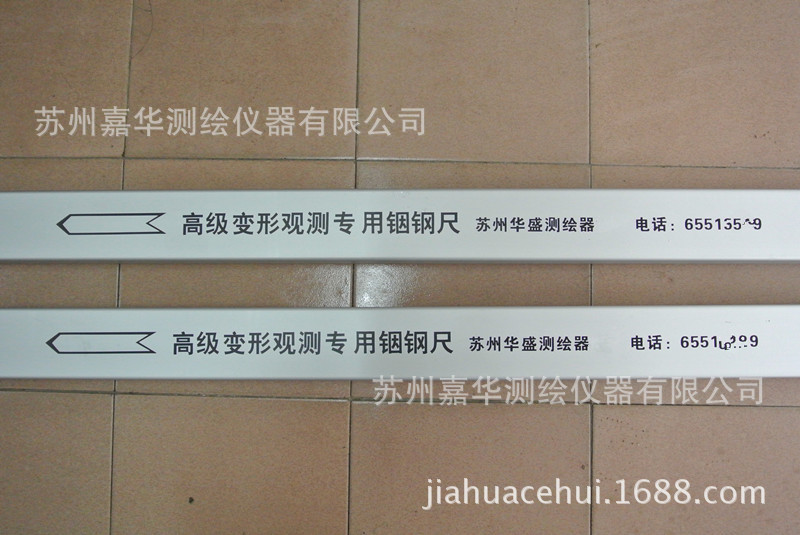 苏州嘉华测绘仪器有限公司
高级变形观测专用铟钢尺 苏州华盛测绘器 电话：
高级变形观测专用铟钢尺 苏州华盛测绘器 电话：
苏州嘉华测绘仪器有限公司
jiahuacehui.1688.com